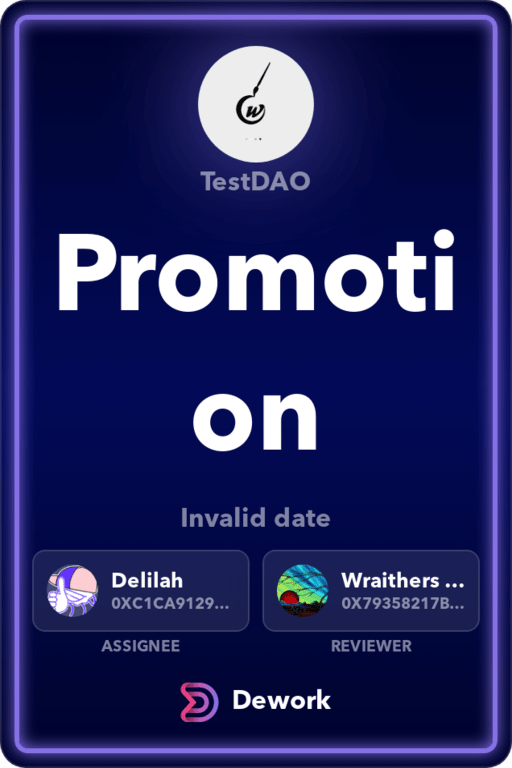 TestDAO
Promoti
on
Invalid date
Delilah
0XC1CA9129...
Wraithers ...
0X79358217B...
ASSIGNEE
REVIEWER
Dework